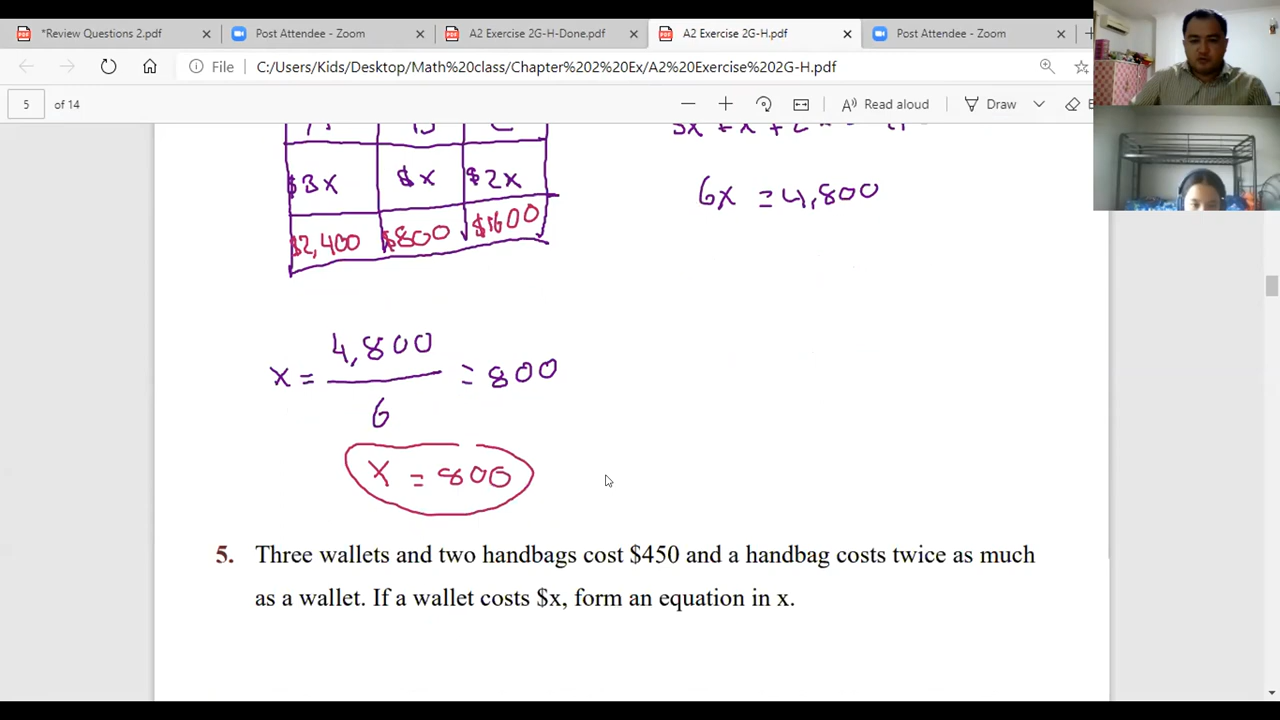 *Review Questions 2.pdf
Post Attendee - Zoom
A2 Exercise 2G-H-Done.pdf
A2 Exercise 2G-H.pdf
Post Attendee - Zoom
File
C:/Users/Kids/Desktop/Math%20class/Chapter%202%20Ex/A2%20Exercise%202G-H.pdf
5 of 14
Read aloud
Draw
E
$3x $x $2x
6x = 4,800
$2,400 $800 $1600
x = 4,800 / 6 = 800
x = 800
5. Three wallets and two handbags cost $450 and a handbag costs twice as much
as a wallet. If a wallet costs $x, form an equation in x.